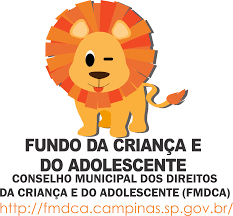 FUNDO DA CRIANÇA E
DO ADOLESCENTE
CONSELHO MUNICIPAL DOS DIREITOS
DA CRIANÇA E DO ADOLESCENTE (FMDCA)
http://fmdca.campinas.sp.gov.br/